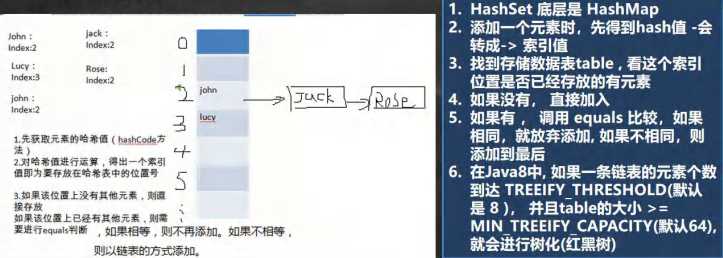 John :
Index:2
Jack :
Index:2
Lucy :
Index:3
Rose:
Index:2
john :
Index:2
1.先获取元素的哈希值（ hashCode方
法）
2.对哈希值进行运算，得出一个索引
值即为要存放在哈希表中的位置号
3.如果该位置上没有其他元素，则直
接存放
如果该位置上已经有其他元素，则需
要进行equals判断 ，如果相等，则不再添加。如果不相等，
则以链表的方式添加。
0
1
2
john
Jack
Rose
3
lucy
4
5
1. HashSet 底层是 HashMap
2. 添加一个元素时，先得到hash值 -会
转成-> 索引值
3. 找到存储数据表table , 看这个索引
位置是否已经存放的有元素
4. 如果没有， 直接加入
5. 如果有 ， 调用 equals 比较，如果
相同，就放弃添加, 如果不相同，则
添加到最后
6. 在Java8中, 如果一条链表的元素个数
到达 TREEIFY_THRESHOLD(默认
是 8 )， 并且table的大小 >=
MIN_TREEIFY_CAPACITY(默认64),
就会进行树化(红黑树)